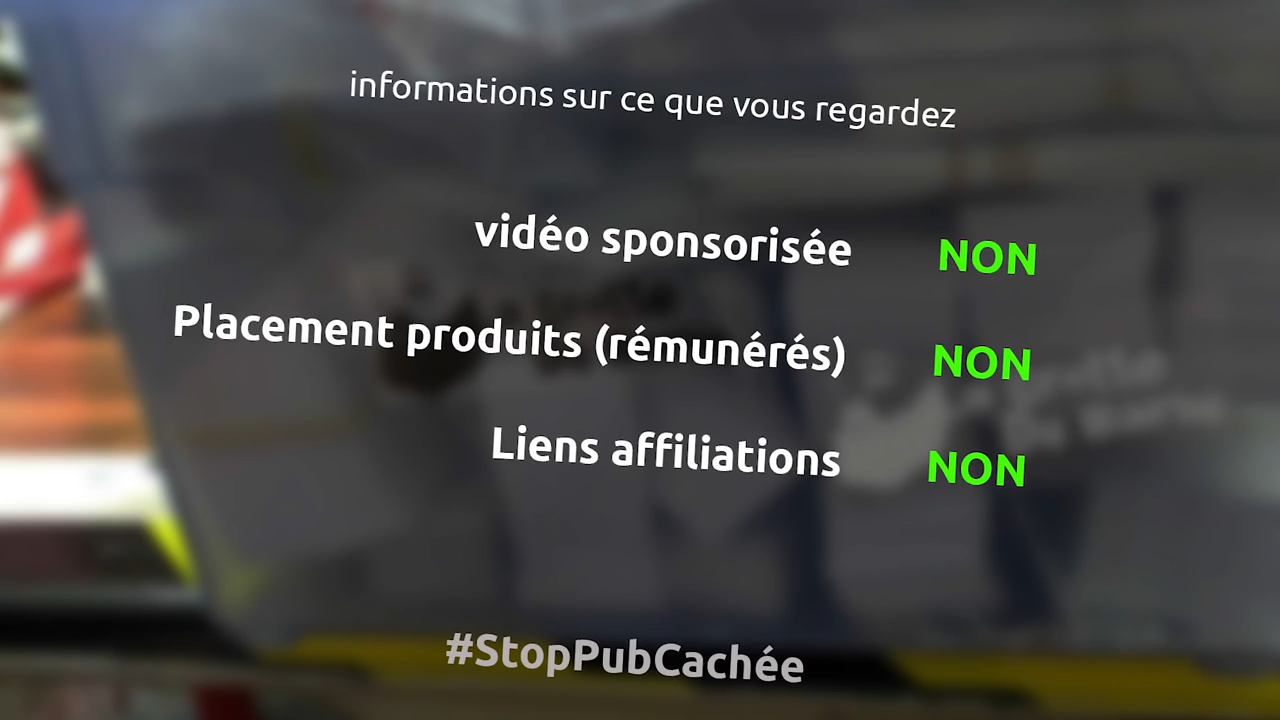 informations sur ce que vous regardez
vidéo sponsorisée NON
Placement produits (rémunérés) NON
Liens affiliations NON
#StopPubCachée